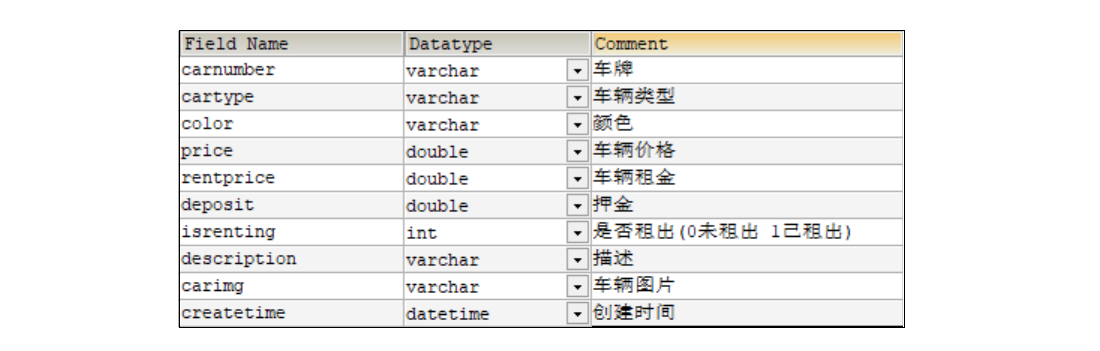 Field Name Datatype Comment
carnumber varchar 车牌
cartype varchar 车辆类型
color varchar 颜色
price double 车辆价格
rentprice double 车辆租金
deposit double 押金
isrenting int 是否租出(0未租出 1已租出)
description varchar 描述
carimg varchar 车辆图片
createtime datetime 创建时间